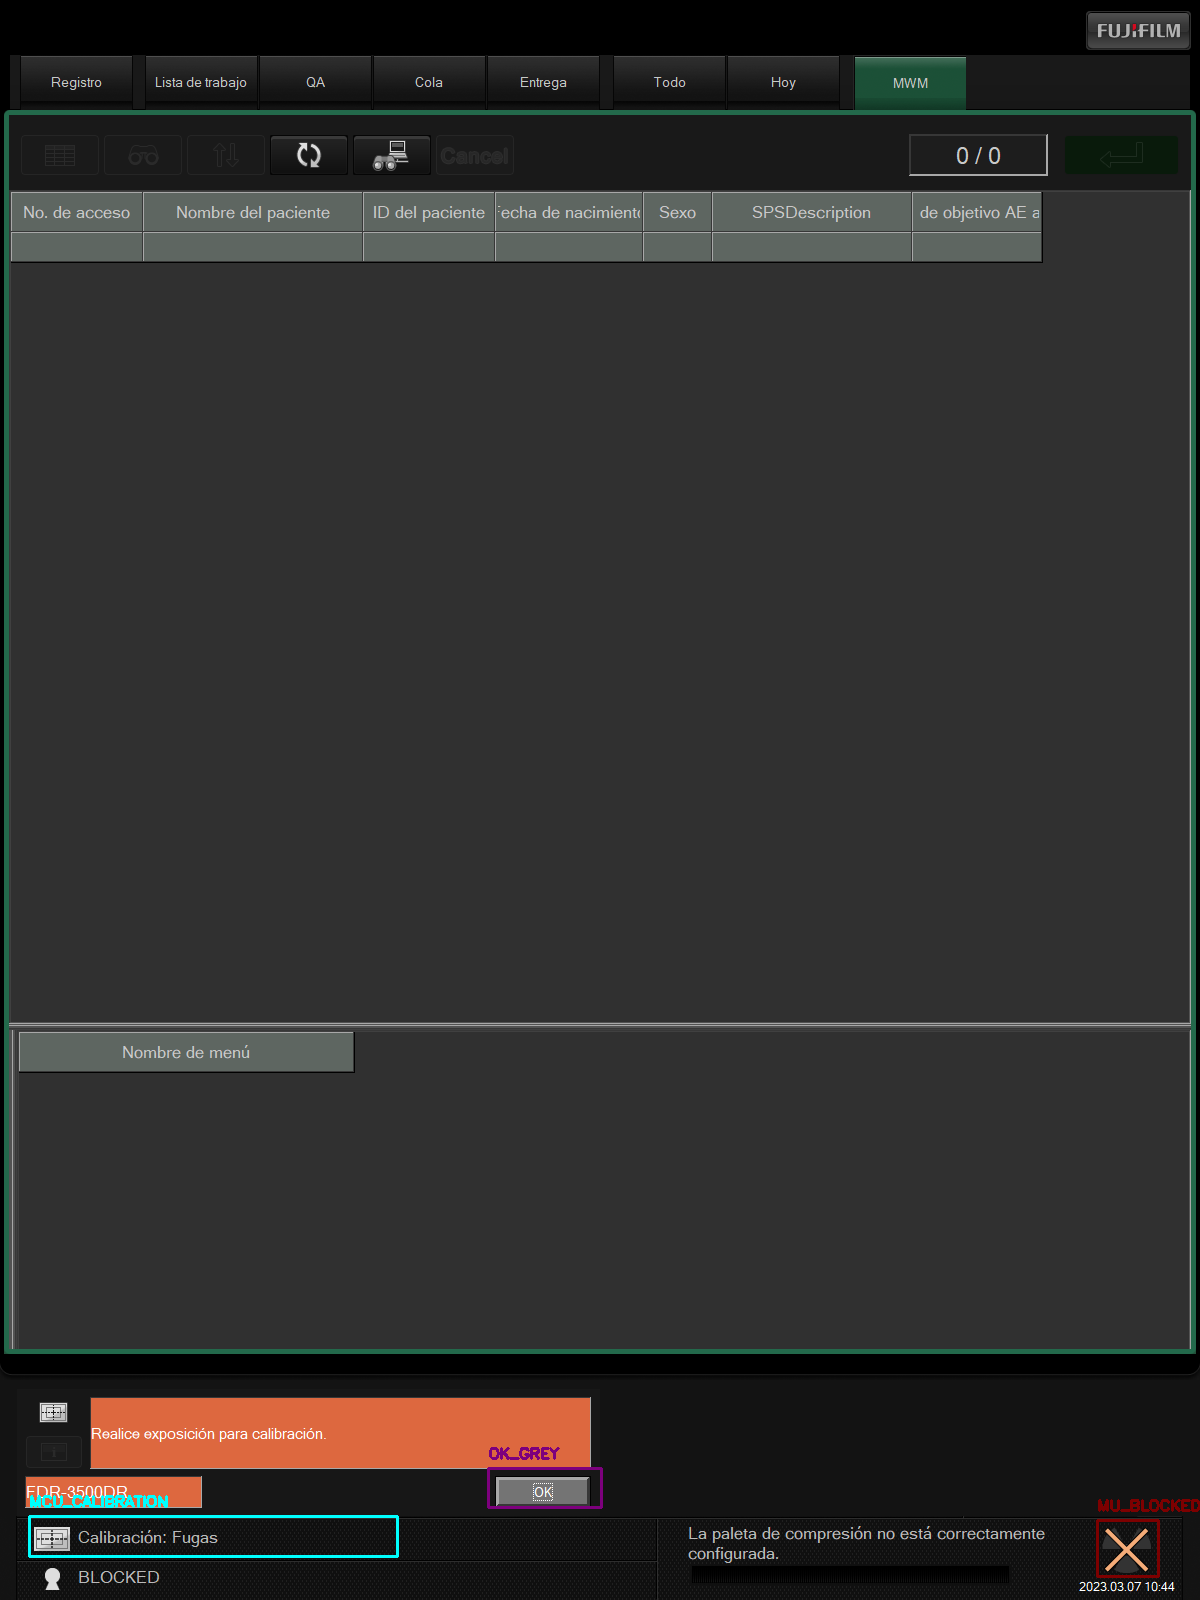 FUJIFILM
Registro
Lista de trabajo
QA
Cola
Entrega
Todo
Hoy
MWM
Cancel
0 / 0
No. de acceso
Nombre del paciente
ID del paciente
echa de nacimient
Sexo
SPSDescription
de objetivo AE a
Nombre de menú
Realice exposición para calibración.
OK_GREY
FDR-3500DR
OK
MCU_CALIBRATION
MU_BLOCKED
Calibración: Fugas
La paleta de compresión no está correctamente
configurada.
BLOCKED
2023.03.07 10:44